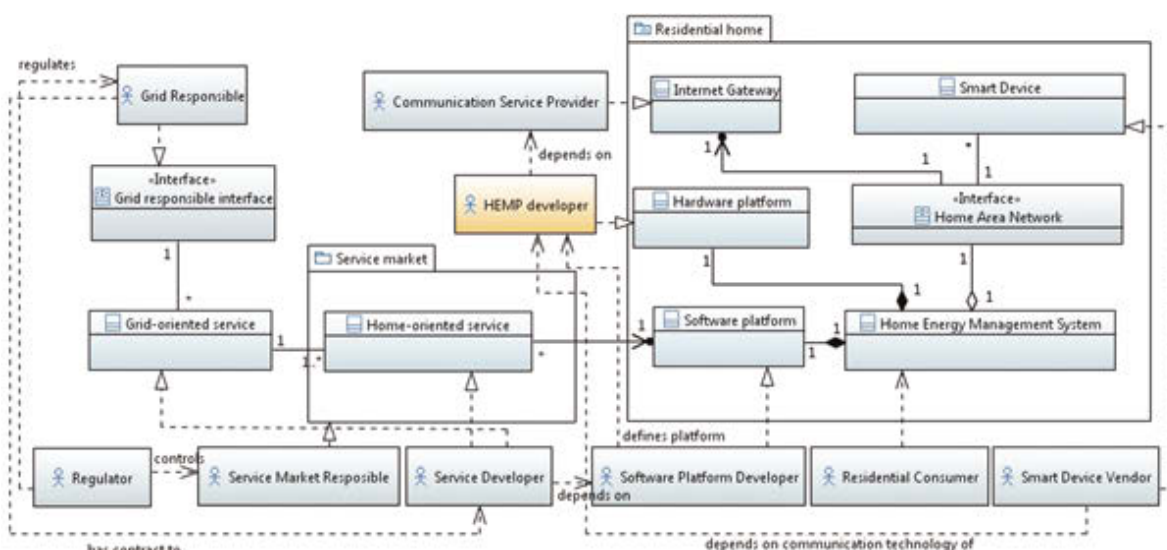 Residential home
regulates
Grid Responsible
Communication Service Provider
Internet Gateway
Smart Device
depends on
1
1
*
1
«Interface»
Grid responsible interface
HEMP developer
Hardware platform
«Interface»
Home Area Network
1
Service market
1
1
1
1
*
Grid-oriented service
Home-oriented service
Software platform
Home Energy Management System
1
1..*
*
1
1
1
defines platform
Regulator
controls
Service Market Resposible
Service Developer
depends on
Software Platform Developer
Residential Consumer
Smart Device Vendor
has contract to
depends on communication technology of